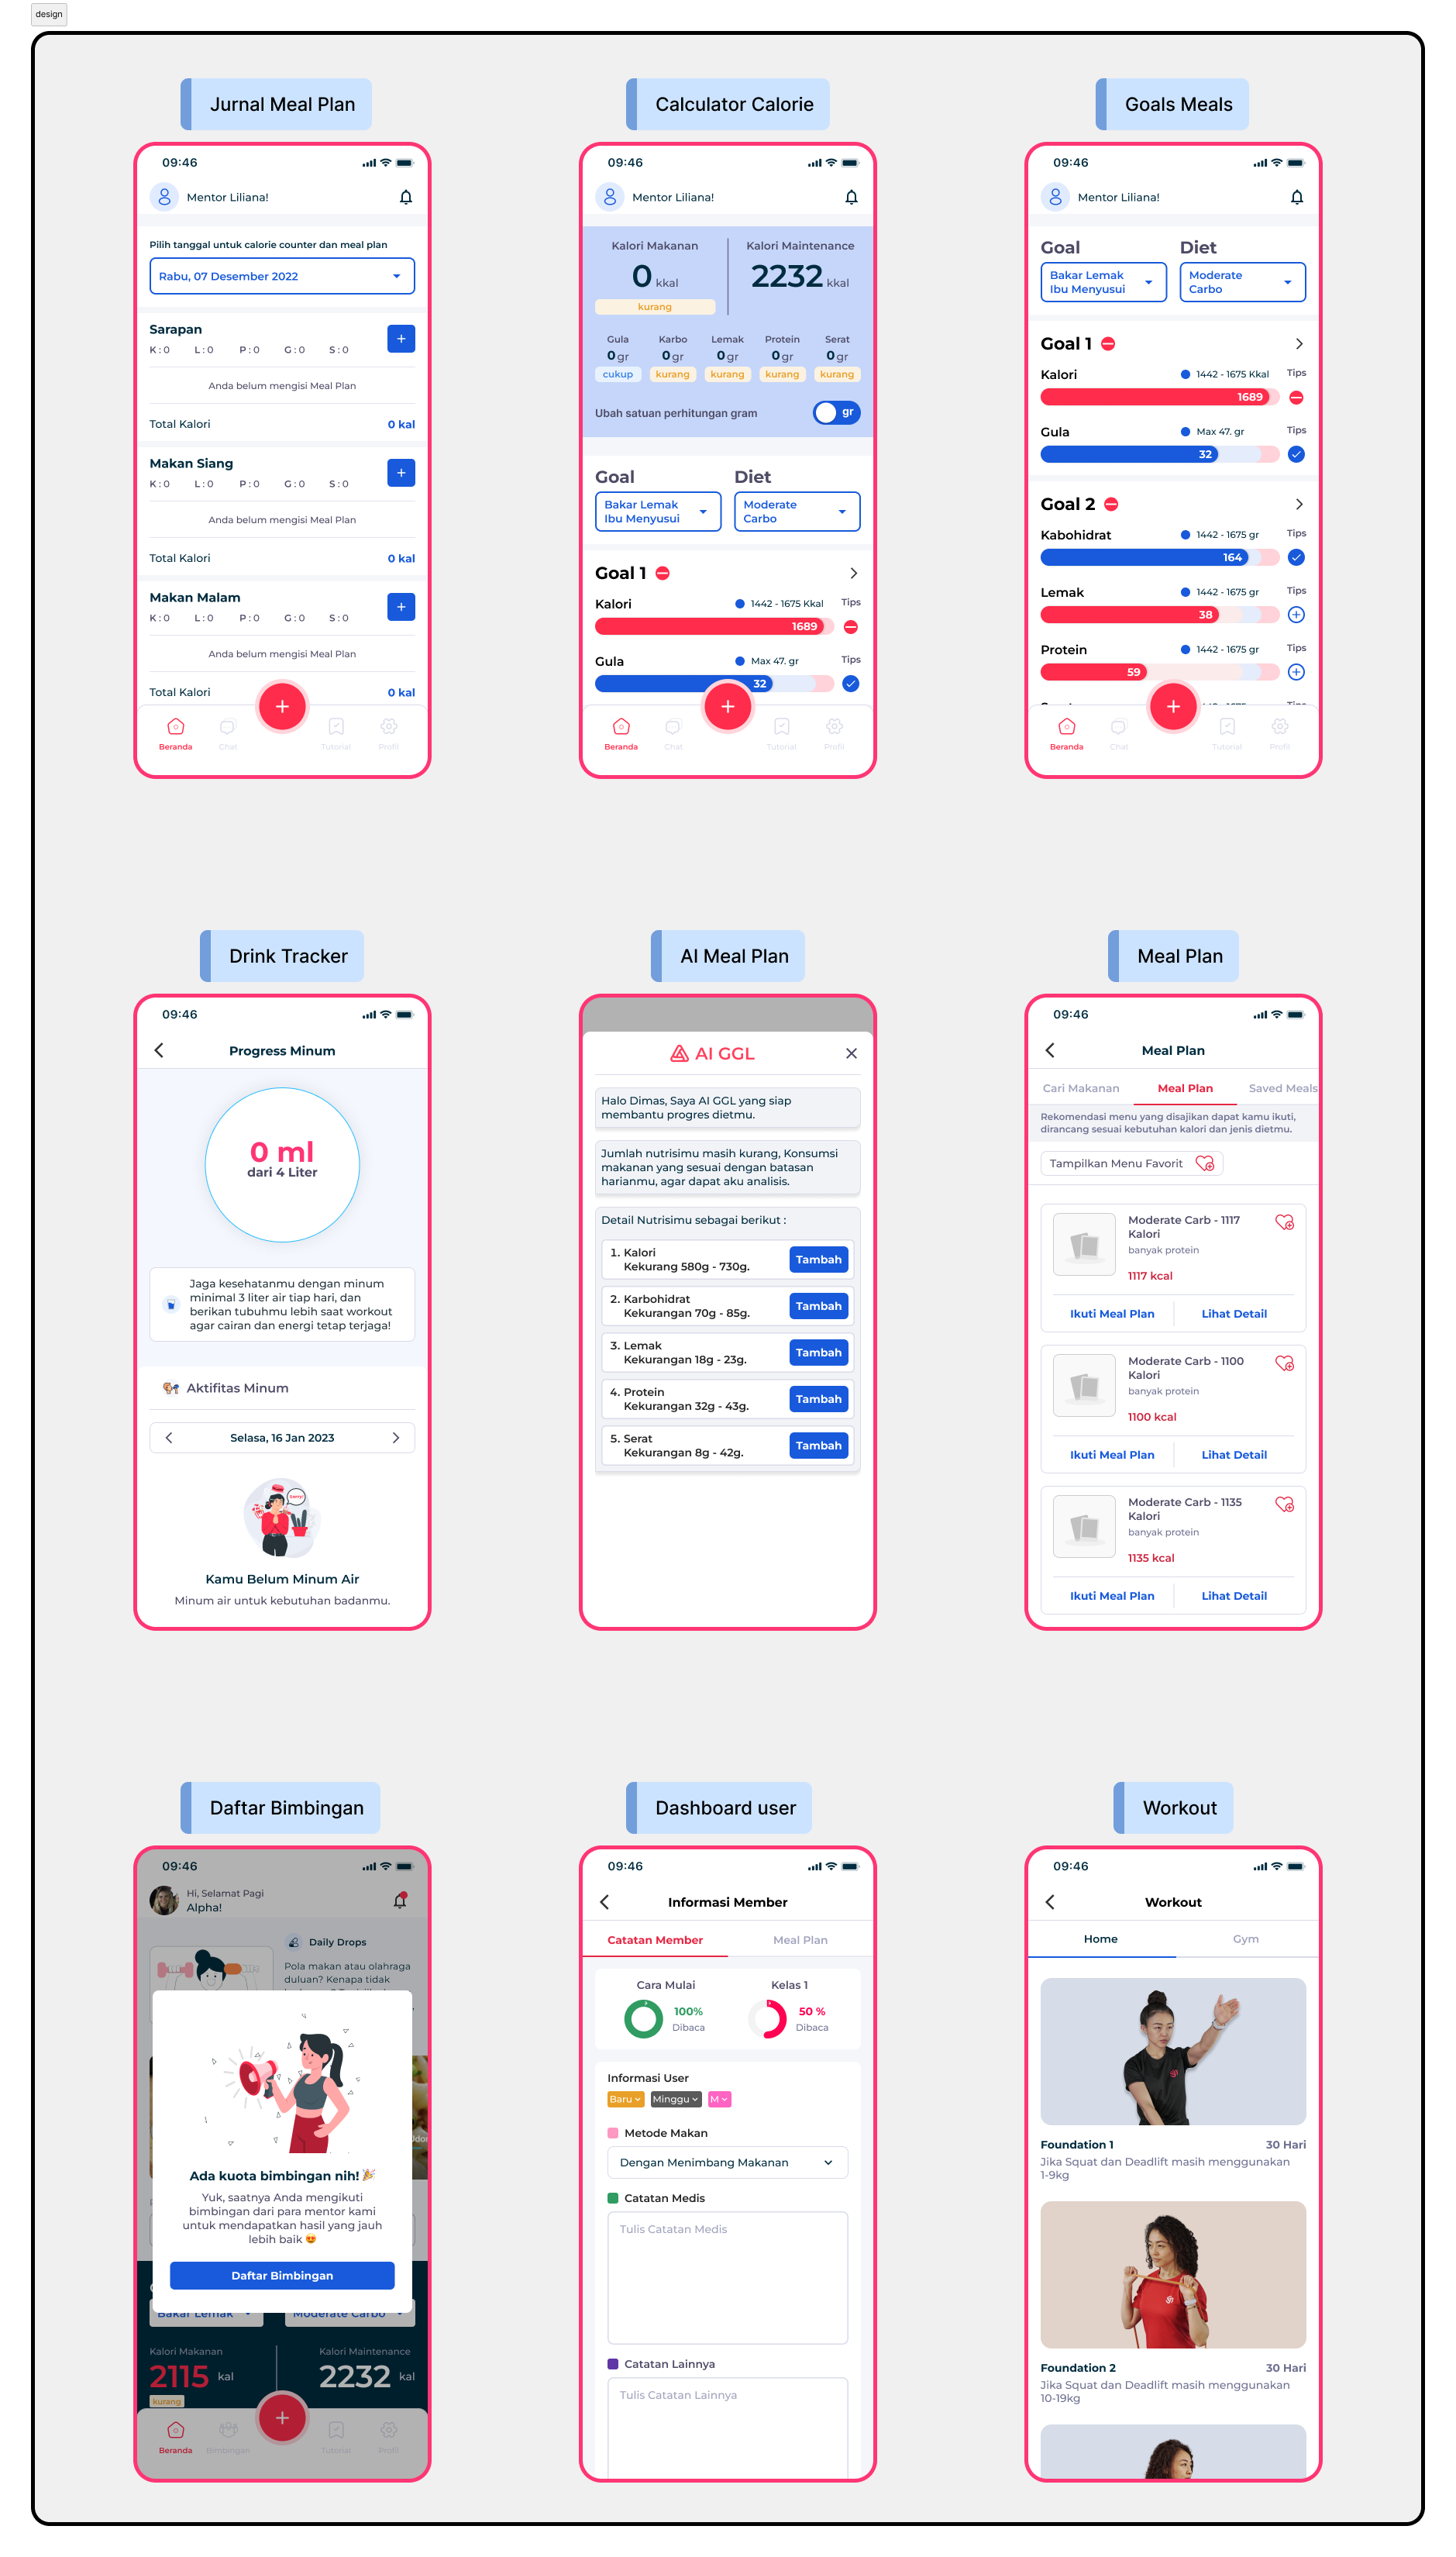 design
Jurnal Meal Plan
09:46
Mentor Liliana!
Pilih tanggal untuk calorie counter dan meal plan
Rabu, 07 Desember 2022
Sarapan
K : 0 L : 0 P : 0 G : 0 S : 0
Anda belum mengisi Meal Plan
Total Kalori 0 kal
Makan Siang
K : 0 L : 0 P : 0 G : 0 S : 0
Anda belum mengisi Meal Plan
Total Kalori 0 kal
Makan Malam
K : 0 L : 0 P : 0 G : 0 S : 0
Anda belum mengisi Meal Plan
Total Kalori 0 kal
Beranda Chat Tutorial Profil
Calculator Calorie
09:46
Mentor Liliana!
Kalori Makanan Kalori Maintenance
0 kkal 2232 kkal
kurang
Gula Karbo Lemak Protein Serat
0 gr 0 gr 0 gr 0 gr 0 gr
cukup kurang kurang kurang kurang
Ubah satuan perhitungan gram gr
Goal Diet
Bakar Lemak Moderate
Ibu Menyusui Carbo
Goal 1
Kalori 1442 - 1675 Kkal Tips
1689
Gula Max 47. gr Tips
32
Beranda Chat Tutorial Profil
Goals Meals
09:46
Mentor Liliana!
Goal Diet
Bakar Lemak Moderate
Ibu Menyusui Carbo
Goal 1
Kalori 1442 - 1675 Kkal Tips
1689
Gula Max 47. gr Tips
32
Goal 2
Kabohidrat 1442 - 1675 gr Tips
164
Lemak 1442 - 1675 gr Tips
38
Protein 1442 - 1675 gr Tips
59
Beranda Chat Tutorial Profil
Drink Tracker
09:46
Progress Minum
0 ml
dari 4 Liter
Jaga kesehatanmu dengan minum
minimal 3 liter air tiap hari, dan
berikan tubuhmu lebih saat workout
agar cairan dan energi tetap terjaga!
Aktifitas Minum
Selasa, 16 Jan 2023
Kamu Belum Minum Air
Minum air untuk kebutuhan badanmu.
AI Meal Plan
AI GGL
Halo Dimas, Saya AI GGL yang siap
membantu progres dietmu.
Jumlah nutrisimu masih kurang, Konsumsi
makanan yang sesuai dengan batasan
harianmu, agar dapat aku analisis.
Detail Nutrisimu sebagai berikut :
1. Kalori
Kekurang 580g - 730g.
Tambah
2. Karbohidrat
Kekurangan 70g - 85g.
Tambah
3. Lemak
Kekurangan 18g - 23g.
Tambah
4. Protein
Kekurangan 32g - 43g.
Tambah
5. Serat
Kekurangan 8g - 42g.
Tambah
Meal Plan
09:46
Meal Plan
Cari Makanan Meal Plan Saved Meals
Rekomendasi menu yang disajikan dapat kamu ikuti,
dirancang sesuai kebutuhan kalori dan jenis dietmu.
Tampilkan Menu Favorit
Moderate Carb - 1117
Kalori
banyak protein
1117 kcal
Ikuti Meal Plan Lihat Detail
Moderate Carb - 1100
Kalori
banyak protein
1100 kcal
Ikuti Meal Plan Lihat Detail
Moderate Carb - 1135
Kalori
banyak protein
1135 kcal
Ikuti Meal Plan Lihat Detail
Daftar Bimbingan
09:46
Hi, Selamat Pagi
Alpha!
Daily Drops
Pola makan atau olahraga
duluan? Kenapa tidak
Ada kuota bimbingan nih! 🎉
Yuk, saatnya Anda mengikuti
bimbingan dari para mentor kami
untuk mendapatkan hasil yang jauh
lebih baik 😍
Daftar Bimbingan
Bakar Lemak Moderate Carbo
Kalori Makanan Kalori Maintenance
2115 kal 2232 kal
kurang
Beranda Bimbingan Tutorial Profil
Dashboard user
09:46
Informasi Member
Catatan Member Meal Plan
Cara Mulai Kelas 1
100% 50 %
Dibaca Dibaca
Informasi User
Baru Minggu M
Metode Makan
Dengan Menimbang Makanan
Catatan Medis
Tulis Catatan Medis
Catatan Lainnya
Tulis Catatan Lainnya
Workout
09:46
Workout
Home Gym
Foundation 1 30 Hari
Jika Squat dan Deadlift masih menggunakan
1-9kg
Foundation 2 30 Hari
Jika Squat dan Deadlift masih menggunakan
10-19kg